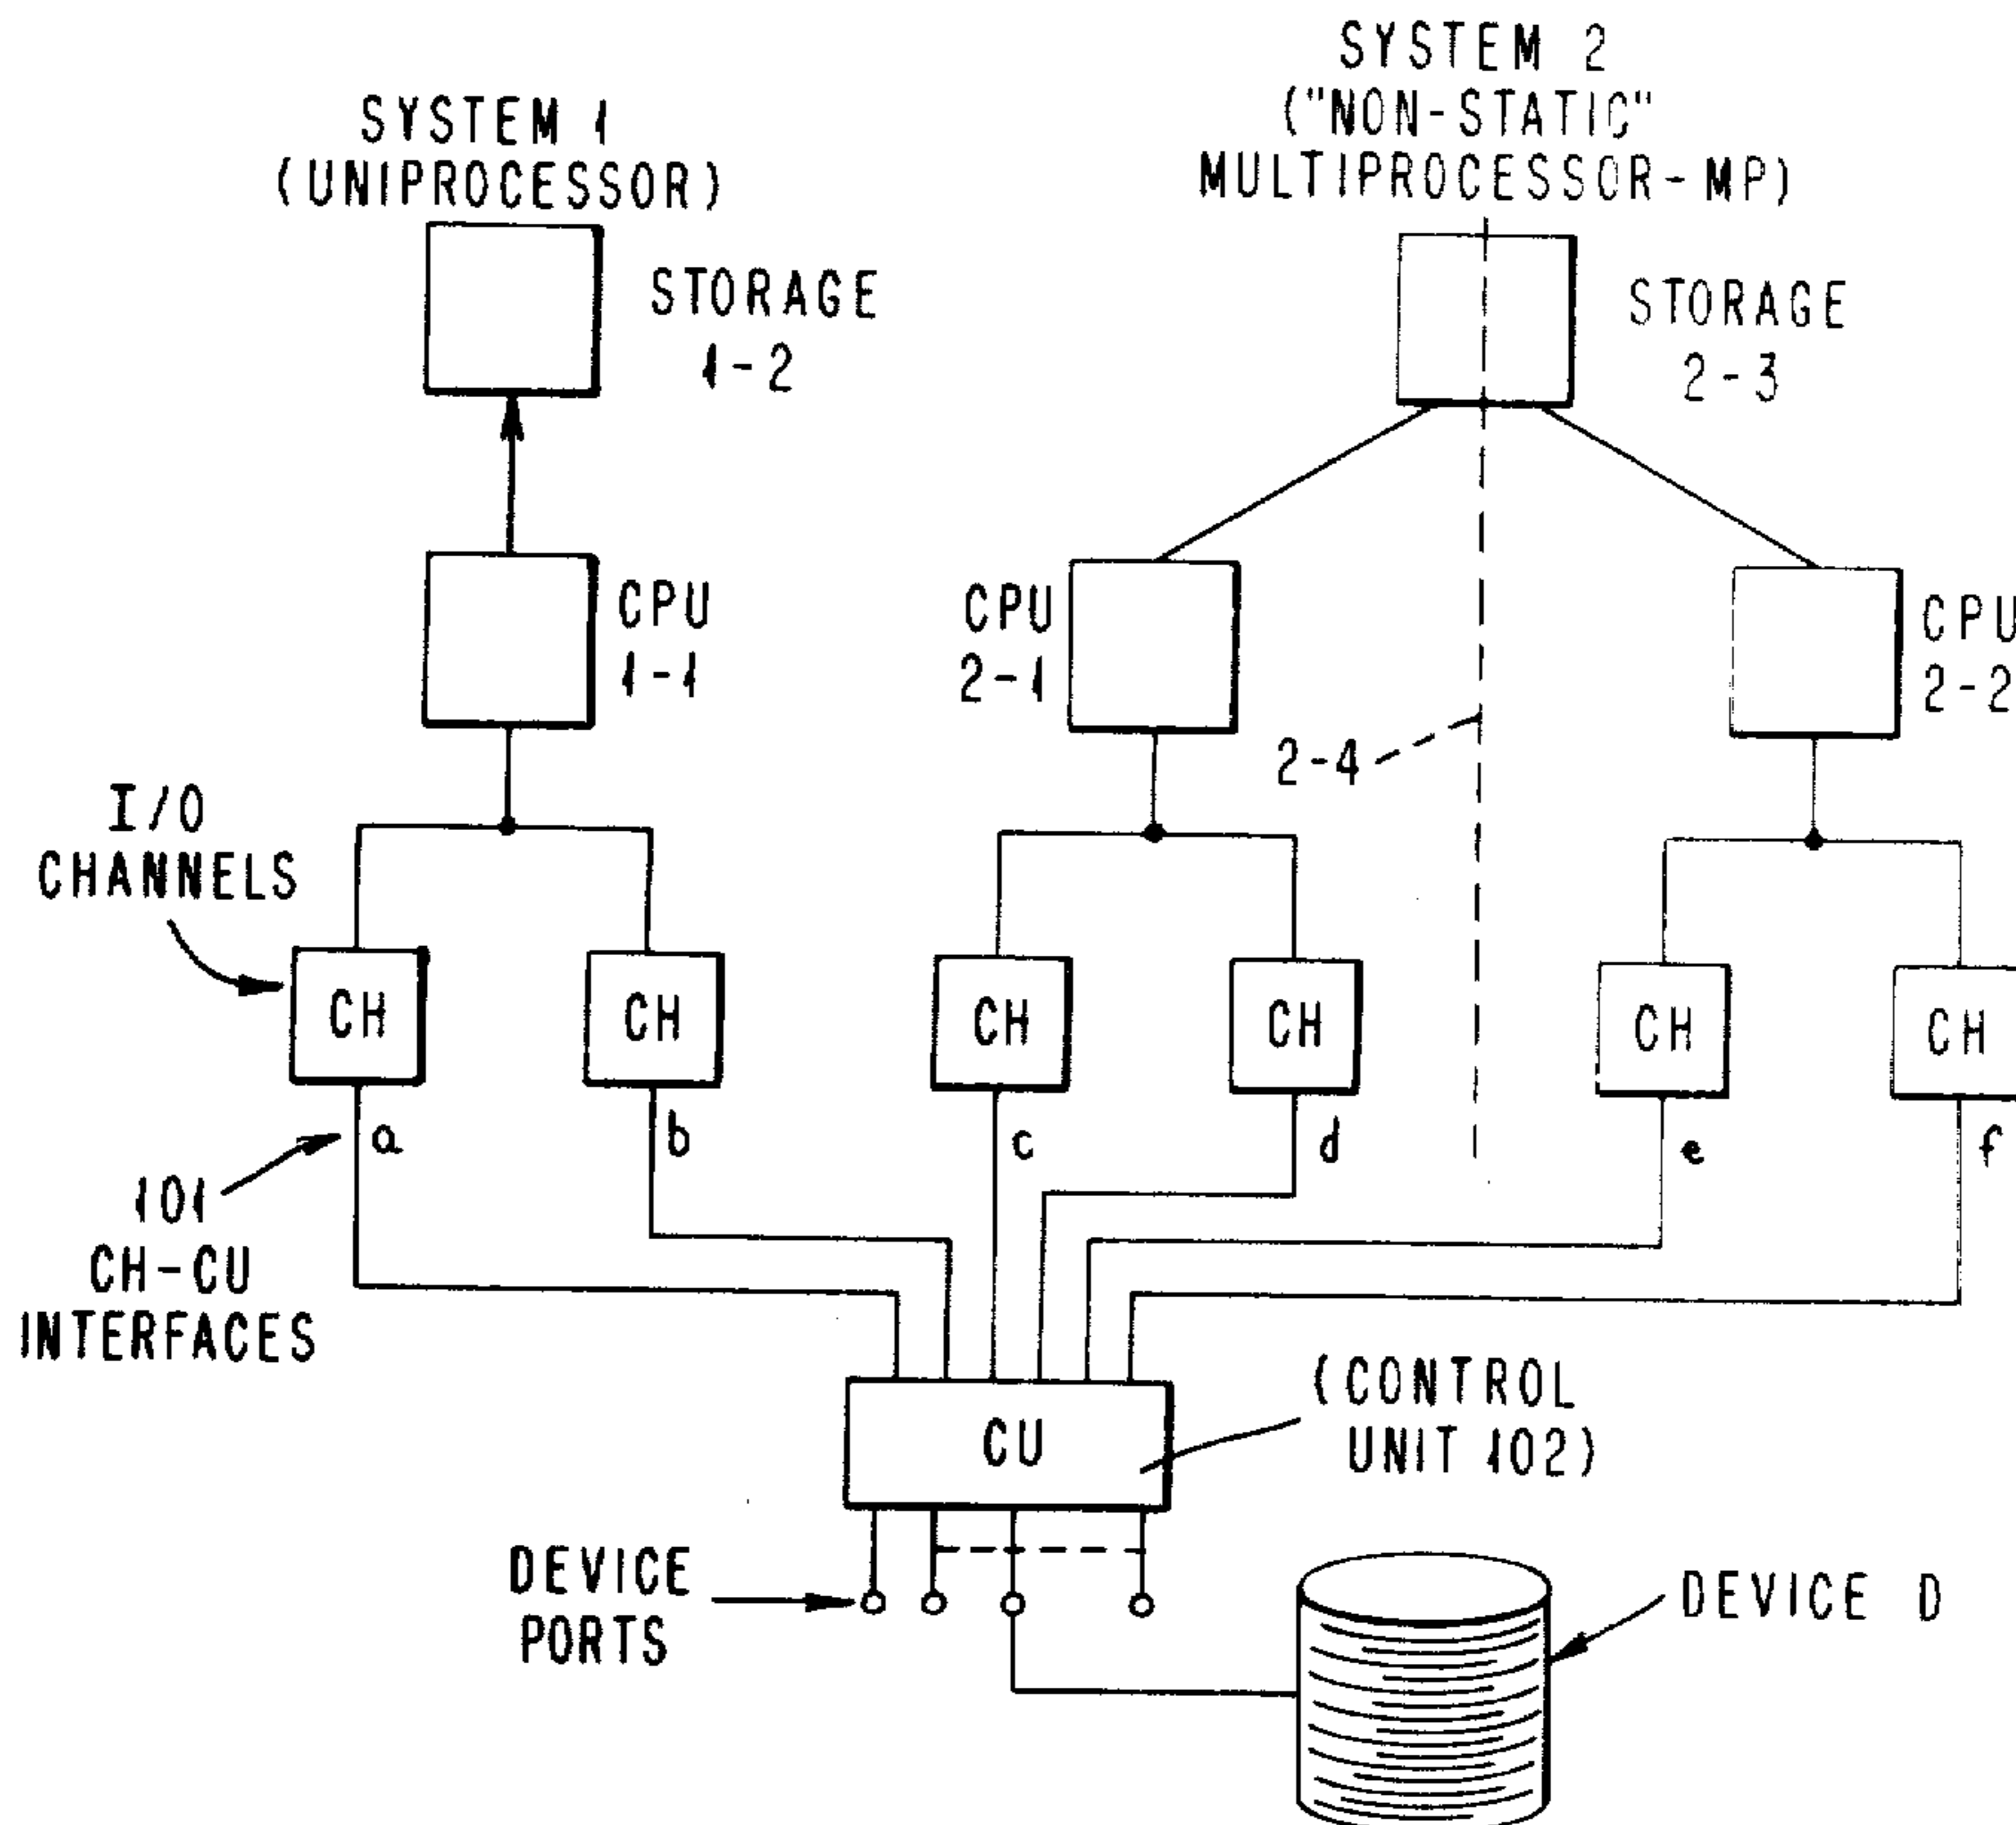 SYSTEM 1
(UNIPROCESSOR)
SYSTEM 2
("NON-STATIC"
MULTIPROCESSOR-MP)
STORAGE
1-2
STORAGE
2-3
CPU
1-1
CPU
2-1
CPU
2-2
2-4
I/O
CHANNELS
CH
CH
CH
CH
CH
CH
a
b
c
d
e
f
101
CH-CU
INTERFACES
CU
(CONTROL
UNIT 102)
DEVICE
PORTS
DEVICE D